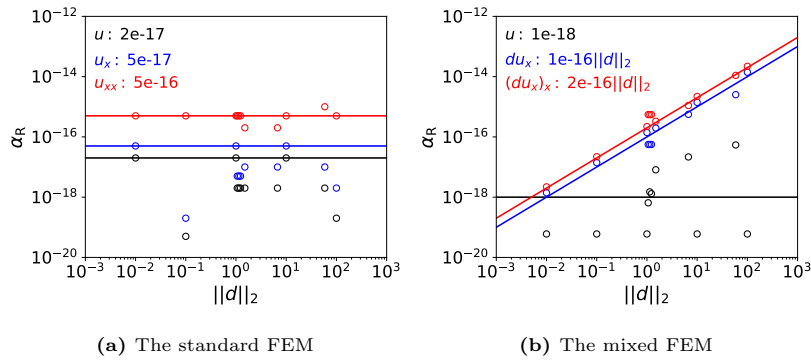 u: 2e-17
u_x: 5e-17
u_xx: 5e-16
10^−12
10^−14
10^−16
10^−18
10^−20
α_R
10^−3 10^−2 10^−1 10^0 10^1 10^2 10^3
||d||_2
(a) The standard FEM
u: 1e-18
du_x: 1e-16||d||_2
(du_x)_x: 2e-16||d||_2
10^−12
10^−14
10^−16
10^−18
10^−20
α_R
10^−3 10^−2 10^−1 10^0 10^1 10^2 10^3
||d||_2
(b) The mixed FEM